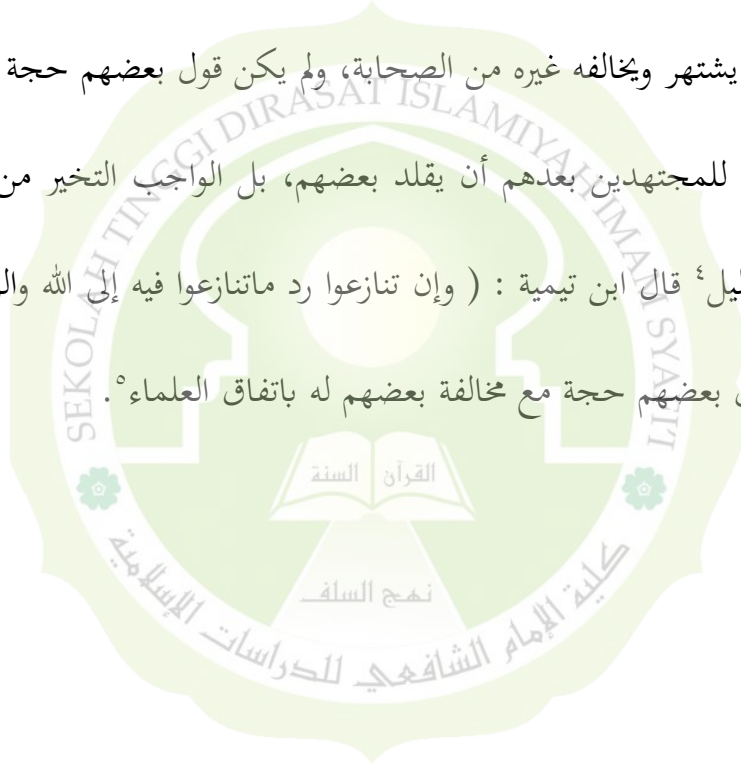 يشتهر ويخالفه غيره من الصحابة، ولم يكن قول بعضهم حجة
للمجتهدين بعدهم أن يقلد بعضهم، بل الواجب التخير من
ليل٤ قال ابن تيمية : ( وإن تنازعوا رد ماتنازعوا فيه إلى الله وال
بعضهم حجة مع مخالفة بعضهم له باتفاق العلماء٥.
SEKOLAH TINGGI DIRASAT ISLAMIYAH IMAM SYAFI'I
القرآن السنة
نهج السلف
كلية الإمام الشافعي للدراسات الإسلامية